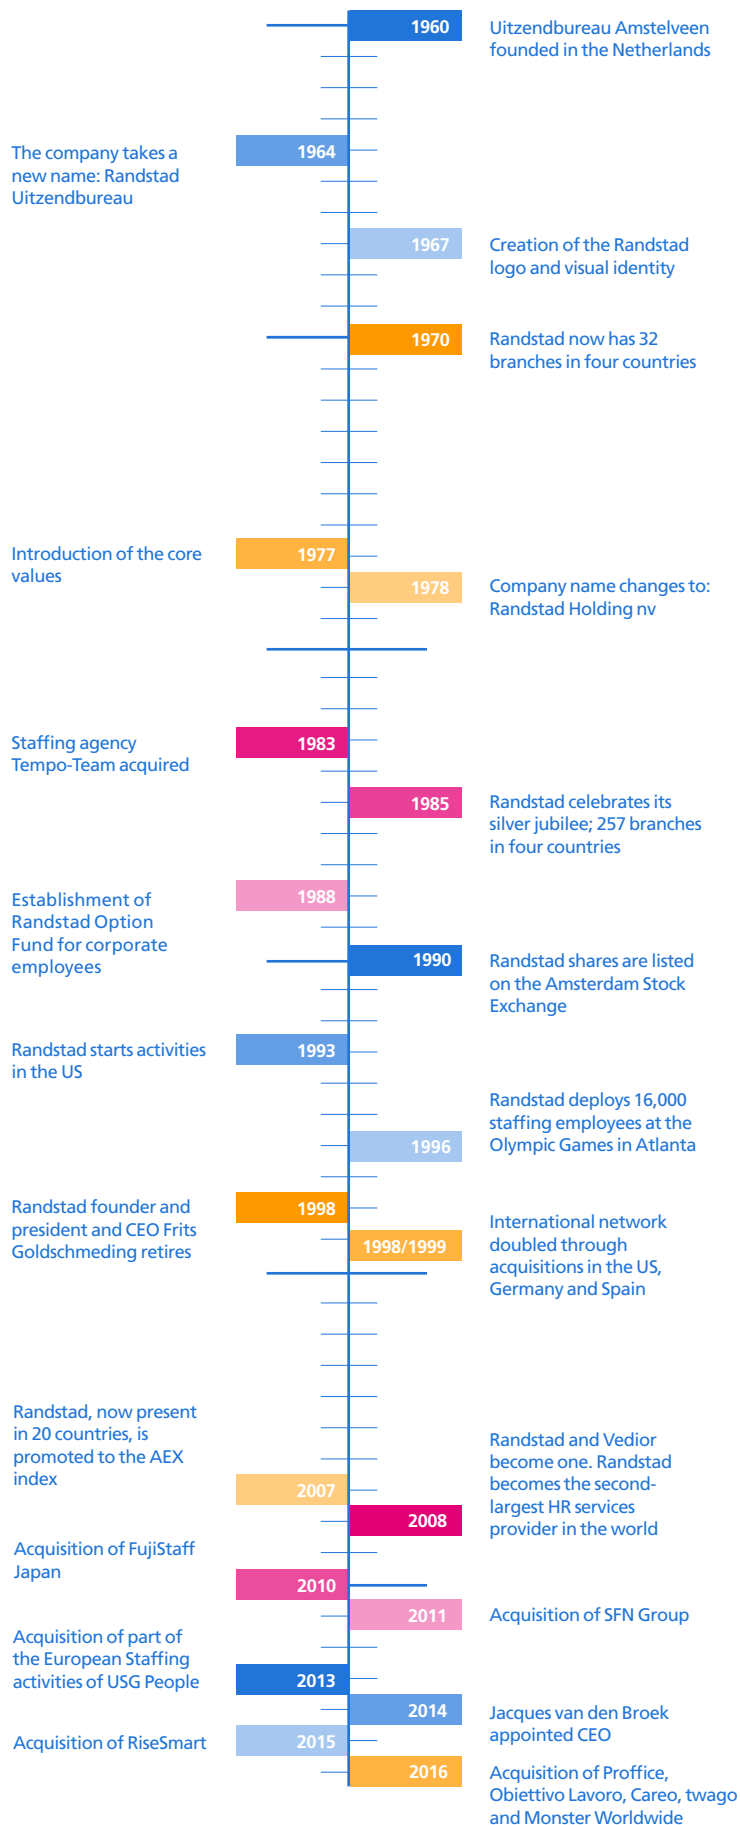 1960
Uitzendbureau Amstelveen
founded in the Netherlands
1964
The company takes a
new name: Randstad
Uitzendbureau
1967
Creation of the Randstad
logo and visual identity
1970
Randstad now has 32
branches in four countries
1977
Introduction of the core
values
1978
Company name changes to:
Randstad Holding nv
1983
Staffing agency
Tempo-Team acquired
1985
Randstad celebrates its
silver jubilee; 257 branches
in four countries
1988
Establishment of
Randstad Option
Fund for corporate
employees
1990
Randstad shares are listed
on the Amsterdam Stock
Exchange
1993
Randstad starts activities
in the US
Randstad deploys 16,000
staffing employees at the
Olympic Games in Atlanta
1996
1998
Randstad founder and
president and CEO Frits
Goldschmeding retires
1998/1999
International network
doubled through
acquisitions in the US,
Germany and Spain
Randstad, now present
in 20 countries, is
promoted to the AEX
index
2007
Randstad and Vedior
become one. Randstad
becomes the second-
largest HR services
provider in the world
2008
Acquisition of FujiStaff
Japan
2010
2011
Acquisition of SFN Group
Acquisition of part of
the European Staffing
activities of USG People
2013
2014
Jacques van den Broek
appointed CEO
Acquisition of RiseSmart
2015
2016
Acquisition of Proffice,
Obiettivo Lavoro, Careo, twago
and Monster Worldwide